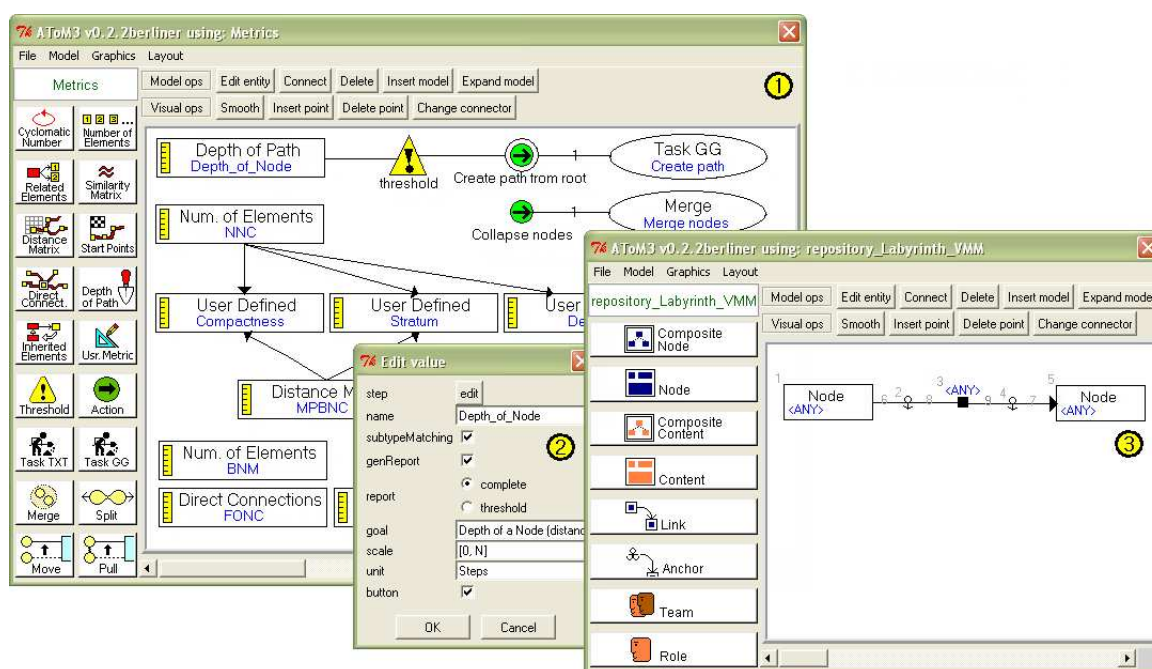 AToM3 v0.2.2berliner using: Metrics
File Model Graphics Layout
Metrics
Model ops Edit entity Connect Delete Insert model Expand model
Visual ops Smooth Insert point Delete point Change connector
1
Cyclomatic Number
1 2 3 ...
Number of Elements
Related Elements
Similarity Matrix
Distance Matrix
Start Points
Direct Connect.
Depth of Path
Inherited Elements
Usr. Metric
Threshold
Action
Task TXT
Task GG
Merge
Split
Move
Pull
Depth of Path
Depth_of_Node
threshold
Create path from root
1
Task GG
Create path
Num. of Elements
NNC
Collapse nodes
1
Merge
Merge nodes
User Defined
Compactness
User Defined
Stratum
User
De
Distance M
MPBNC
Num. of Elements
BNM
Direct Connections
FONC
Edit value
step edit
name Depth_of_Node
subtypeMatching
2
genReport
report complete
threshold
goal Depth of a Node (distanc
scale [0, N]
unit Steps
button
OK Cancel
AToM3 v0.2.2berliner using: repository_Labyrinth_VMM
File Model Graphics Layout
repository_Labyrinth_VMM
Model ops Edit entity Connect Delete Insert model Expand mode
Visual ops Smooth Insert point Delete point Change connector
Composite Node
Node
Composite Content
Content
Link
Anchor
Team
Role
1
Node
<ANY>
6 2 8 3 <ANY> 9 4 7 5
Node
<ANY>
3